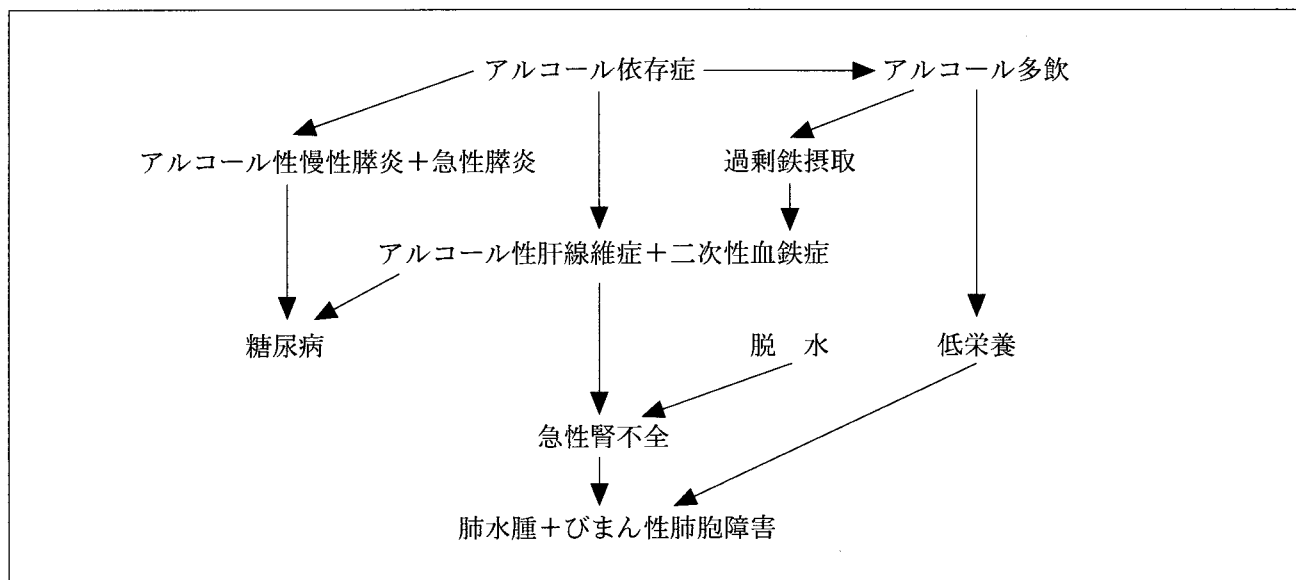 アルコール依存症 アルコール多飲
アルコール性慢性膵炎+急性膵炎 過剰鉄摂取
アルコール性肝線維症+二次性血鉄症
糖尿病 脱 水 低栄養
急性腎不全
肺水腫+びまん性肺胞障害